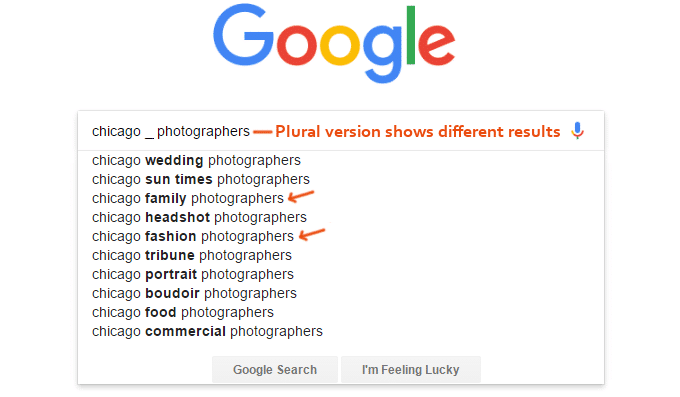 Google
chicago _ photographers — Plural version shows different results
chicago wedding photographers
chicago sun times photographers
chicago family photographers
chicago headshot photographers
chicago fashion photographers
chicago tribune photographers
chicago portrait photographers
chicago boudoir photographers
chicago food photographers
chicago commercial photographers
Google Search I'm Feeling Lucky